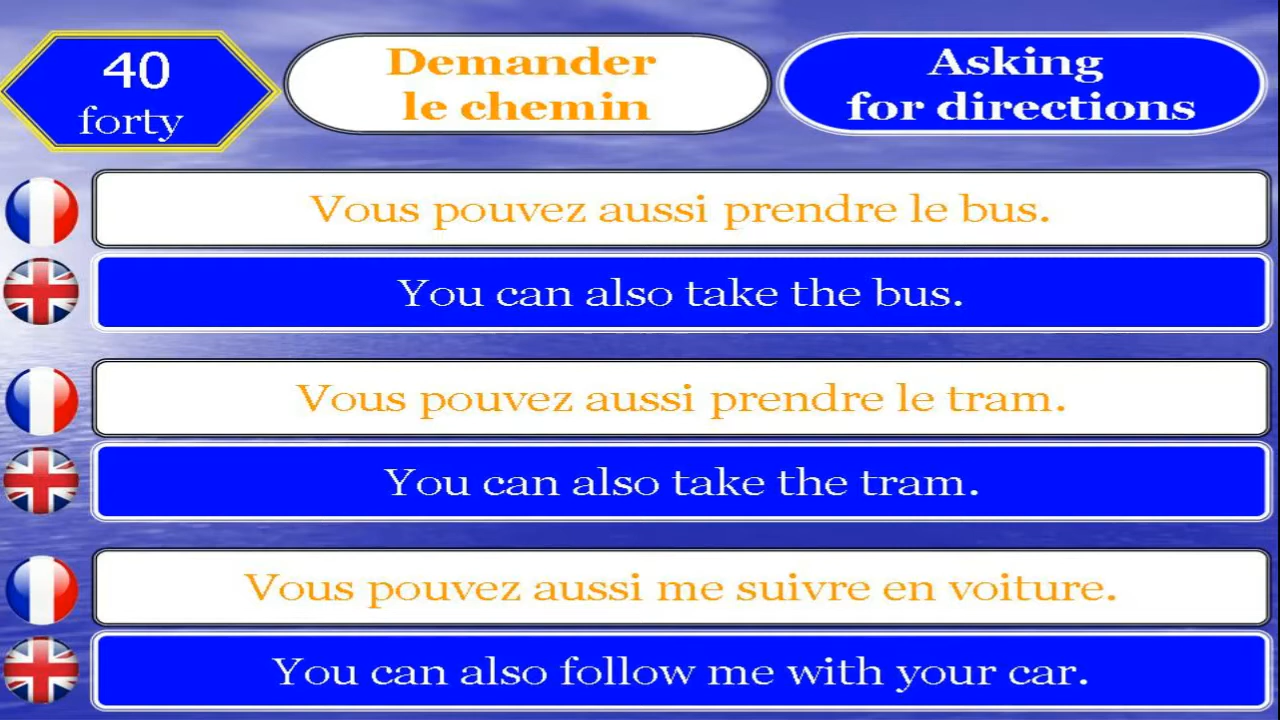 40
forty
Demander
le chemin
Asking
for directions
Vous pouvez aussi prendre le bus.
You can also take the bus.
Vous pouvez aussi prendre le tram.
You can also take the tram.
Vous pouvez aussi me suivre en voiture.
You can also follow me with your car.